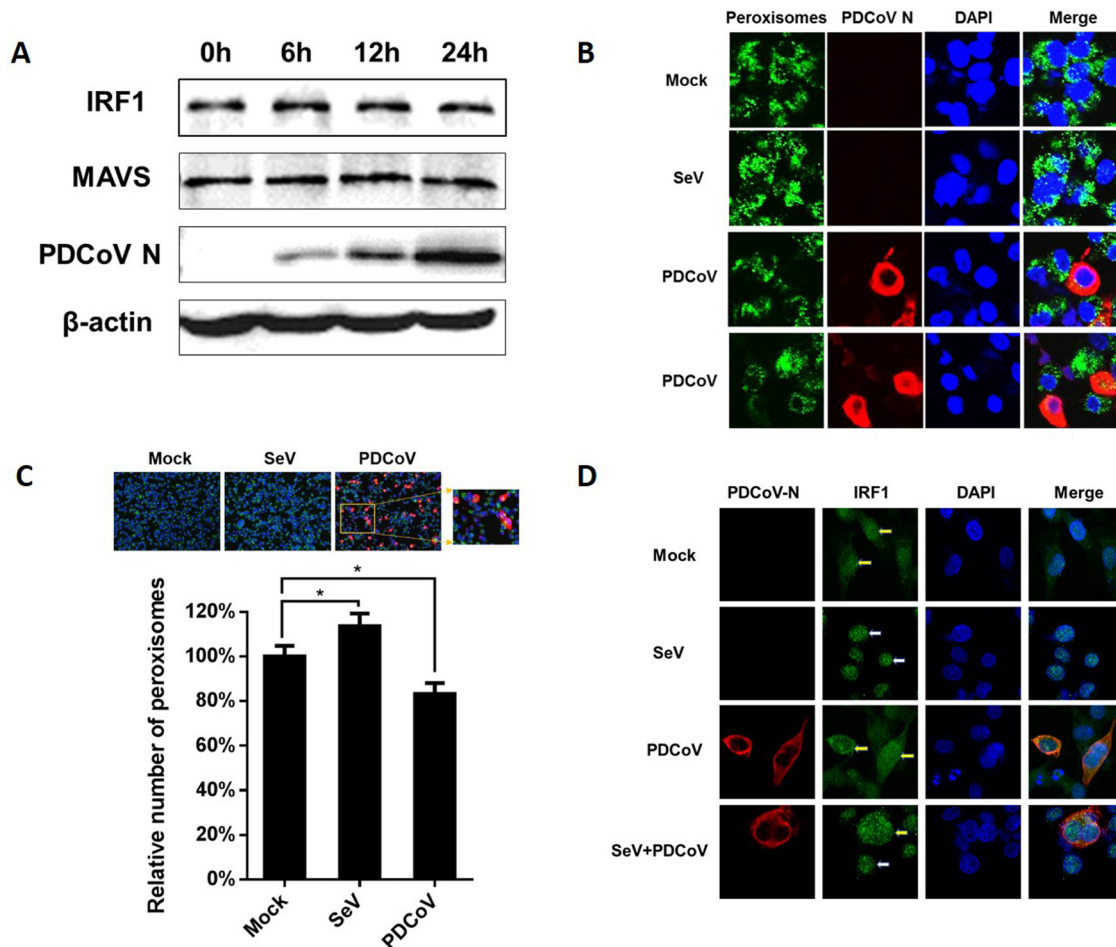 A
0h 6h 12h 24h
IRF1
MAVS
PDCoV N
β-actin
B
Peroxisomes PDCoV N DAPI Merge
Mock
SeV
PDCoV
PDCoV
C
Mock SeV PDCoV
* *
Relative number of peroxisomes
120%
100%
80%
60%
40%
20%
0%
Mock SeV PDCoV
D
PDCoV-N IRF1 DAPI Merge
Mock
SeV
PDCoV
SeV+PDCoV